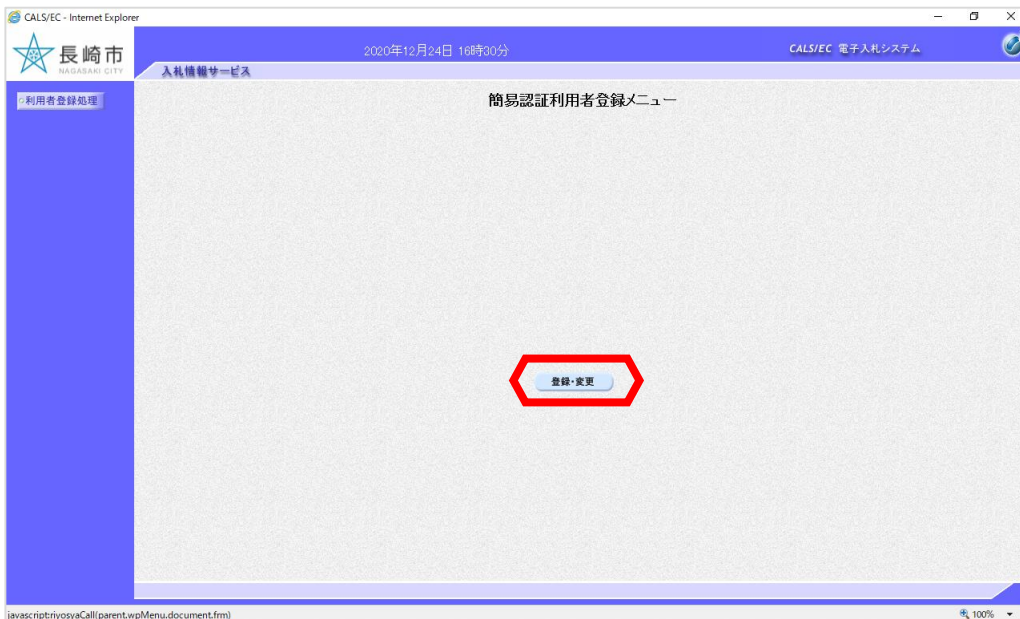 CALS/EC - Internet Explorer
長崎市
NAGASAKI CITY
2020年12月24日 16時30分
CALS/EC 電子入札システム
入札情報サービス
○利用者登録処理
簡易認証利用者登録メニュー
登録・変更
javascript:riyosyaCall(parent.wpMenu.document.frm)
100%